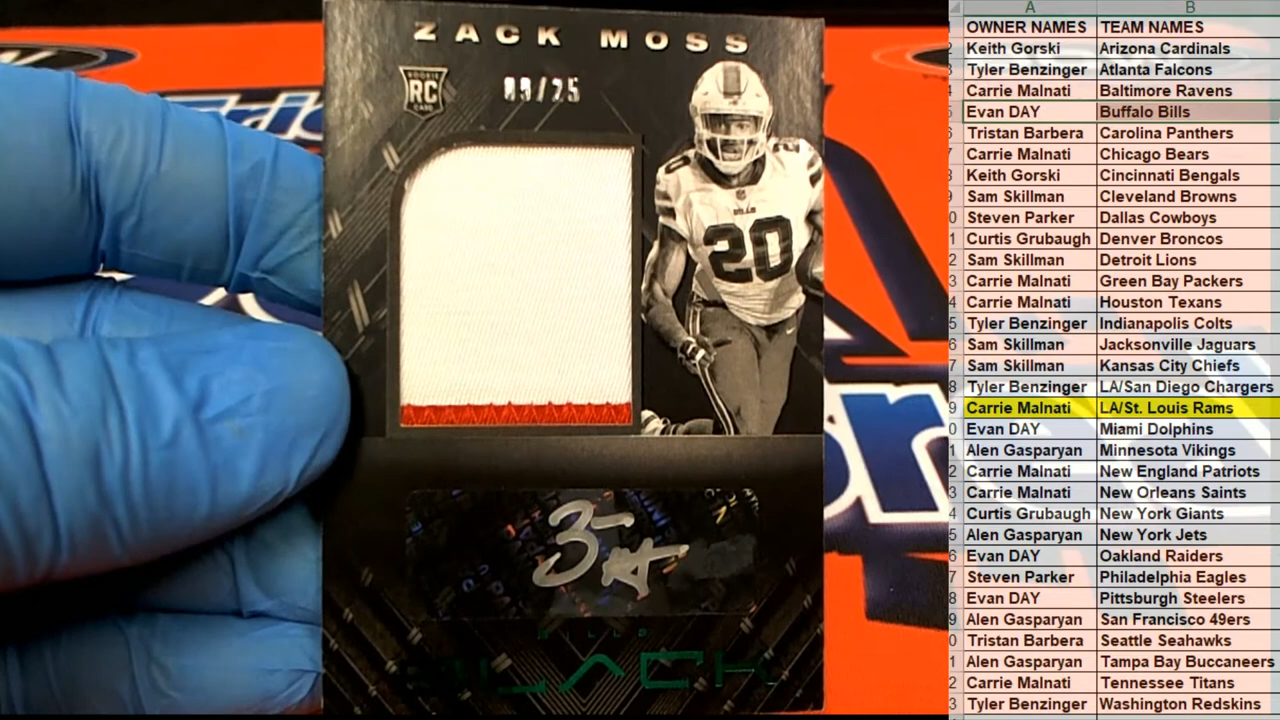 ZACK MOSS
ROOKIE
RC
CARD
09/25
BILLS
20
BILLS
BLACK
A B
OWNER NAMES TEAM NAMES
Keith Gorski Arizona Cardinals
Tyler Benzinger Atlanta Falcons
Carrie Malnati Baltimore Ravens
Evan DAY Buffalo Bills
Tristan Barbera Carolina Panthers
Carrie Malnati Chicago Bears
Keith Gorski Cincinnati Bengals
Sam Skillman Cleveland Browns
Steven Parker Dallas Cowboys
Curtis Grubaugh Denver Broncos
Sam Skillman Detroit Lions
Carrie Malnati Green Bay Packers
Carrie Malnati Houston Texans
Tyler Benzinger Indianapolis Colts
Sam Skillman Jacksonville Jaguars
Sam Skillman Kansas City Chiefs
Tyler Benzinger LA/San Diego Chargers
Carrie Malnati LA/St. Louis Rams
Evan DAY Miami Dolphins
Alen Gasparyan Minnesota Vikings
Carrie Malnati New England Patriots
Carrie Malnati New Orleans Saints
Curtis Grubaugh New York Giants
Alen Gasparyan New York Jets
Evan DAY Oakland Raiders
Steven Parker Philadelphia Eagles
Evan DAY Pittsburgh Steelers
Alen Gasparyan San Francisco 49ers
Tristan Barbera Seattle Seahawks
Alen Gasparyan Tampa Bay Buccaneers
Carrie Malnati Tennessee Titans
Tyler Benzinger Washington Redskins